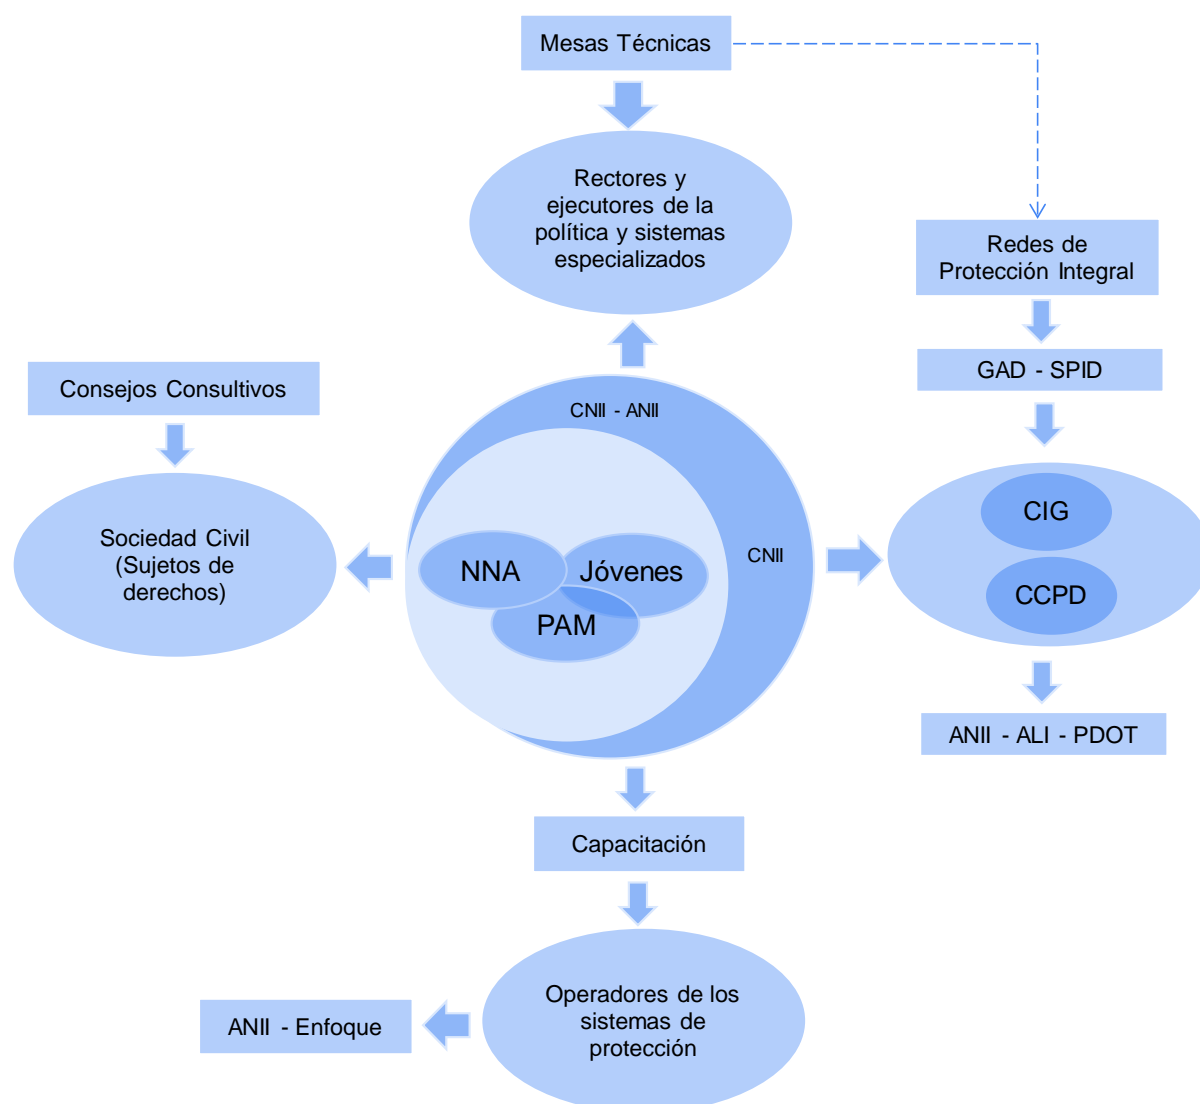 Mesas Técnicas
Rectores y
ejecutores de la
política y sistemas
especializados
Redes de
Protección Integral
GAD - SPID
Consejos Consultivos
CNII - ANII
Sociedad Civil
(Sujetos de
derechos)
NNA
Jóvenes
PAM
CNII
CIG
CCPD
ANII - ALI - PDOT
Capacitación
Operadores de los
sistemas de
protección
ANII - Enfoque